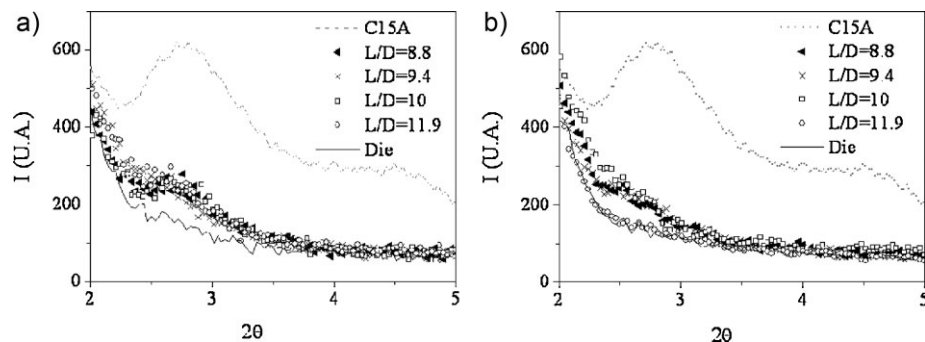 a)
I (U.A.)
600
400
200
0
2
3
4
5
2θ
C15A
L/D=8.8
L/D=9.4
L/D=10
L/D=11.9
Die
b)
I (U.A.)
600
400
200
0
2
3
4
5
2θ
C15A
L/D=8.8
L/D=9.4
L/D=10
L/D=11.9
Die